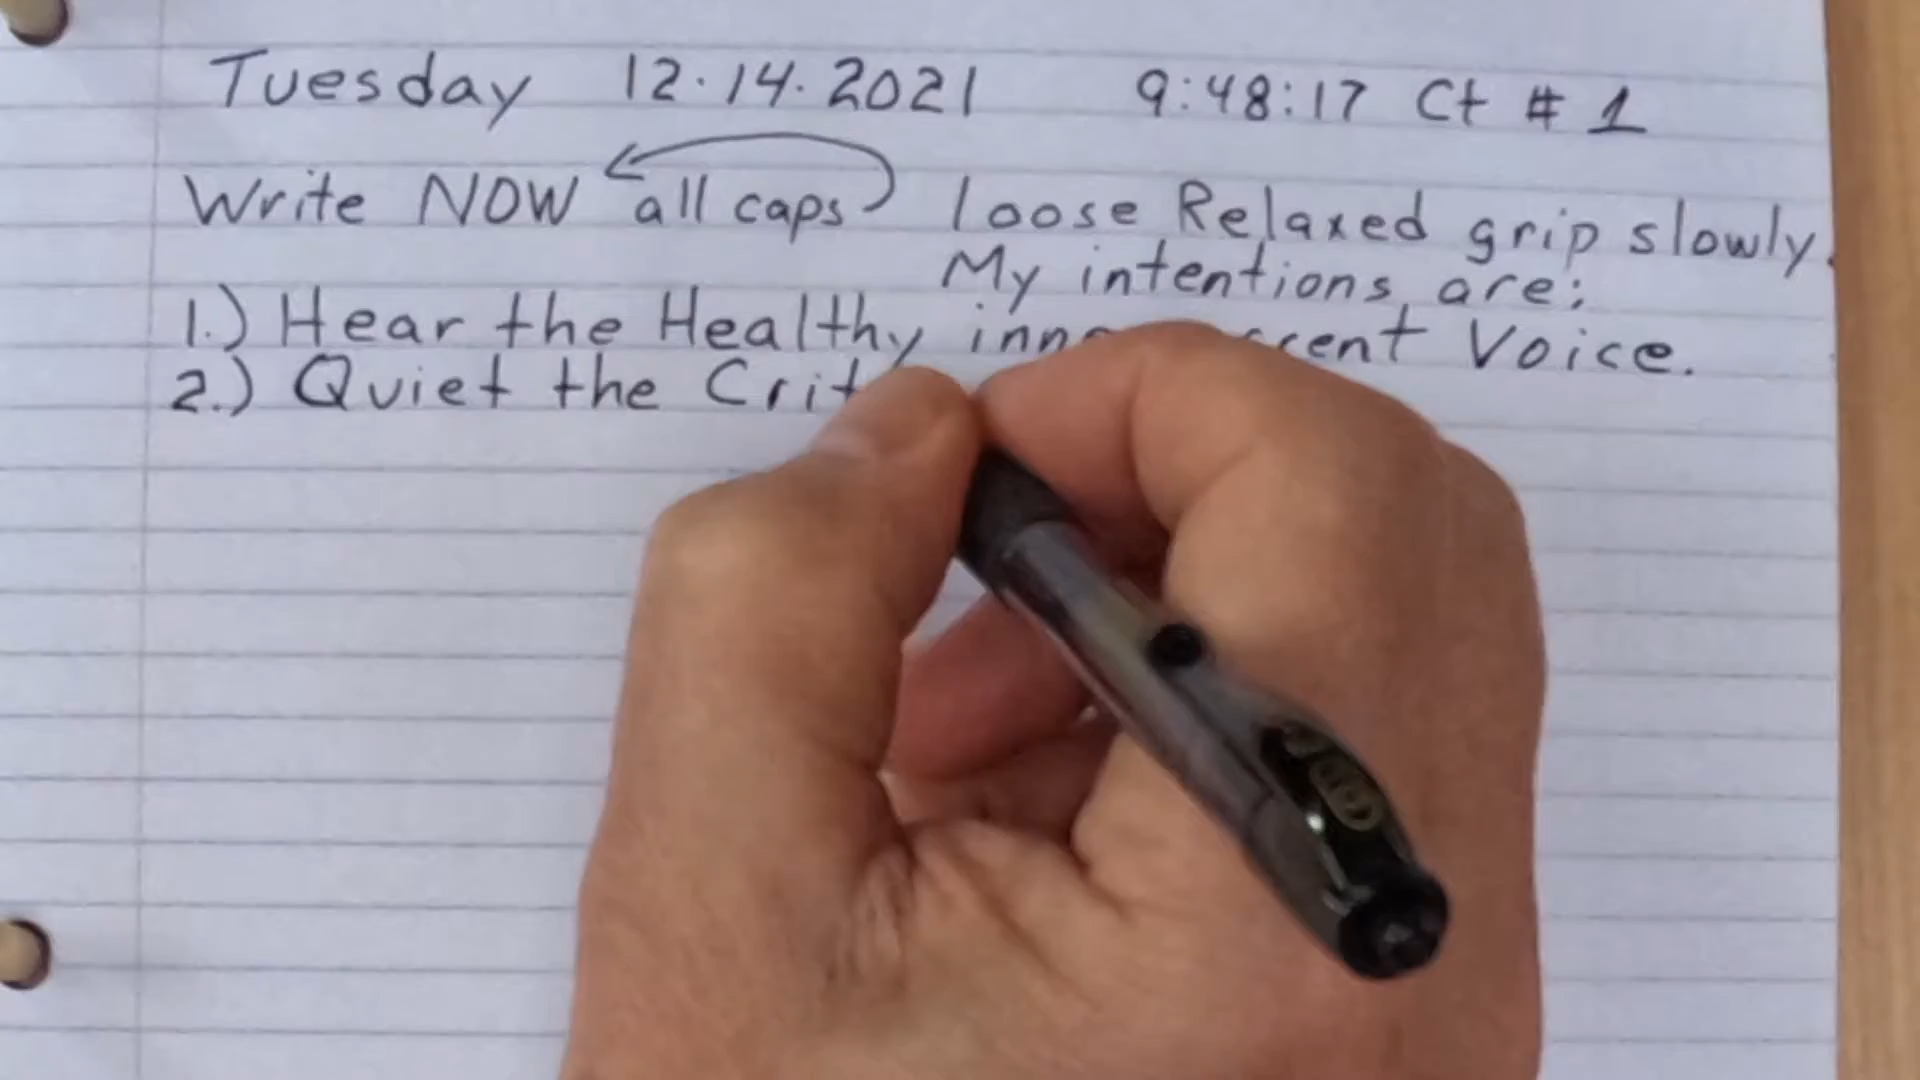 Tuesday 12.14.2021 9:48:17 Ct # 1
Write NOW all caps loose Relaxed grip slowly.
My intentions are:
1.) Hear the Healthy Voice.
2.) Quiet the